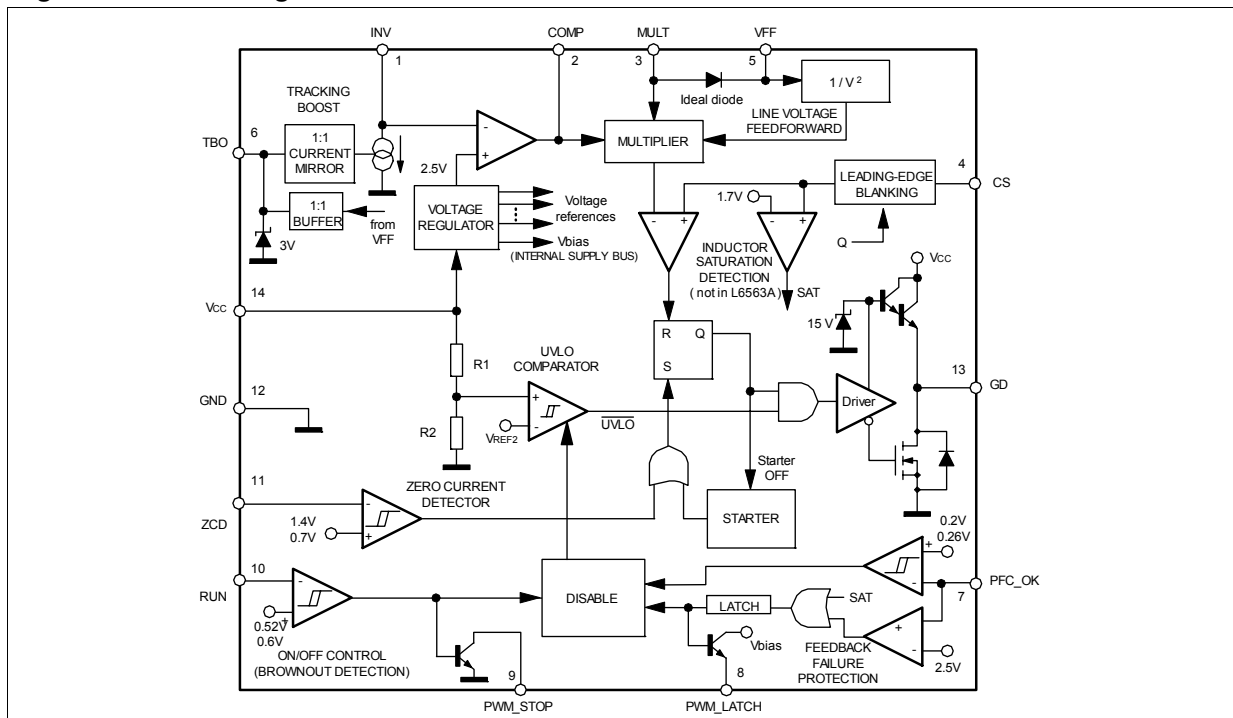 INV
COMP
MULT
VFF
1
2
3
5
1 / V²
Ideal diode
TRACKING
BOOST
LINE VOLTAGE
FEEDFORWARD
TBO
6
1:1
CURRENT
MIRROR
-
+
MULTIPLIER
2.5V
4
CS
LEADING-EDGE
BLANKING
1:1
BUFFER
from
VFF
3V
VOLTAGE
REGULATOR
Voltage
references
Vbias
(INTERNAL SUPPLY BUS)
1.7V
-
+
-
+
Q
INDUCTOR
SATURATION
DETECTION
( not in L6563A)
SAT
Vcc
14
Vcc
15 V
R
Q
S
R1
UVLO
COMPARATOR
13
GD
12
GND
+
-
Driver
R2
VREF2
UVLO
Starter
OFF
11
ZCD
ZERO CURRENT
DETECTOR
-
+
1.4V
0.7V
STARTER
0.2V
0.26V
+
-
10
RUN
-
+
0.52V
0.6V
DISABLE
PFC_OK
7
LATCH
SAT
+
-
2.5V
Vbias
ON/OFF CONTROL
(BROWNOUT DETECTION)
FEEDBACK
FAILURE
PROTECTION
9
8
PWM_STOP
PWM_LATCH